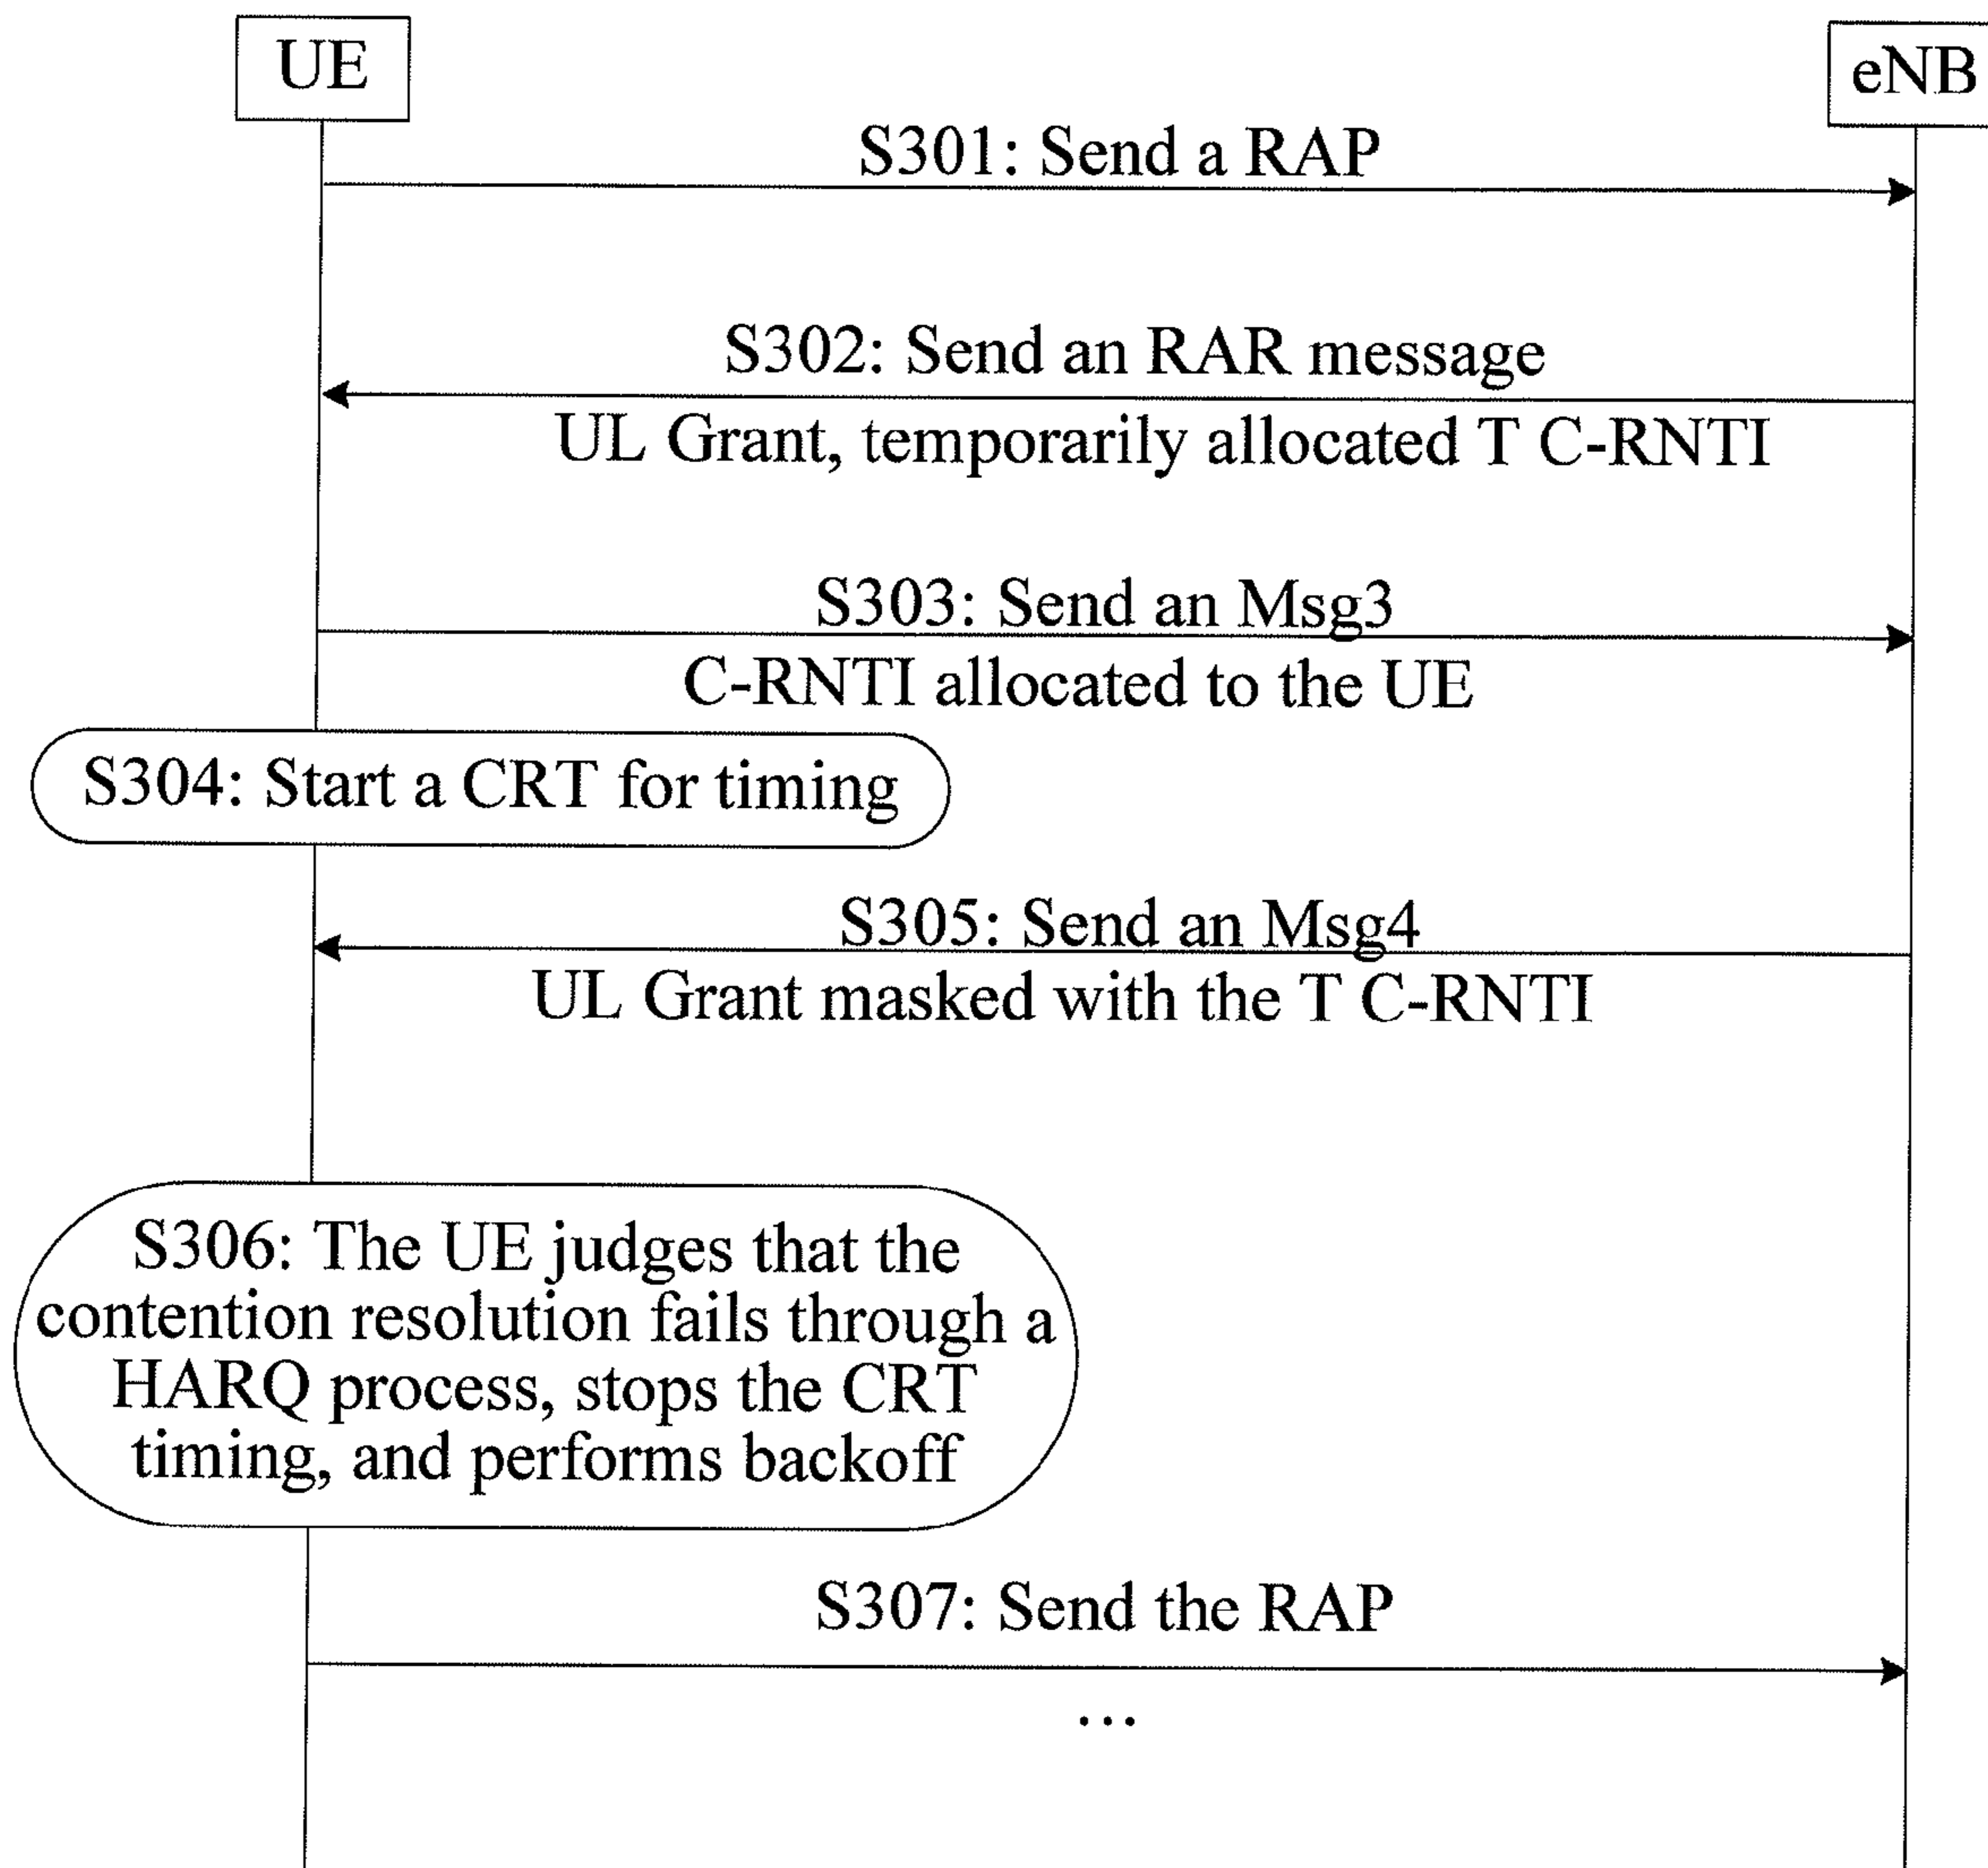 UE
eNB
S301: Send a RAP
S302: Send an RAR message
UL Grant, temporarily allocated T C-RNTI
S303: Send an Msg3
C-RNTI allocated to the UE
S304: Start a CRT for timing
S305: Send an Msg4
UL Grant masked with the T C-RNTI
S306: The UE judges that the
contention resolution fails through a
HARQ process, stops the CRT
timing, and performs backoff
S307: Send the RAP
...